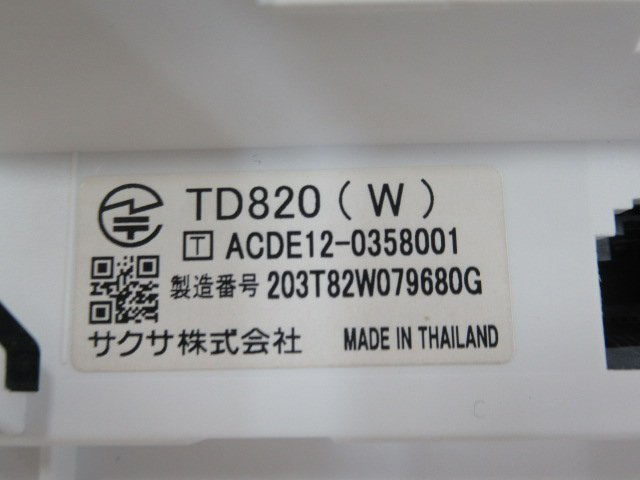 TD820 (W)
T ACDE12-0358001
製造番号 203T82W079680G
サクサ株式会社 MADE IN THAILAND